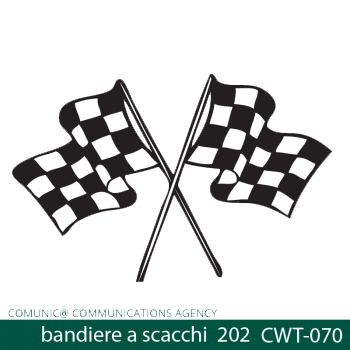 COMUNIC@ COMMUNICATIONS AGENCY
bandiere a scacchi 202 CWT-070